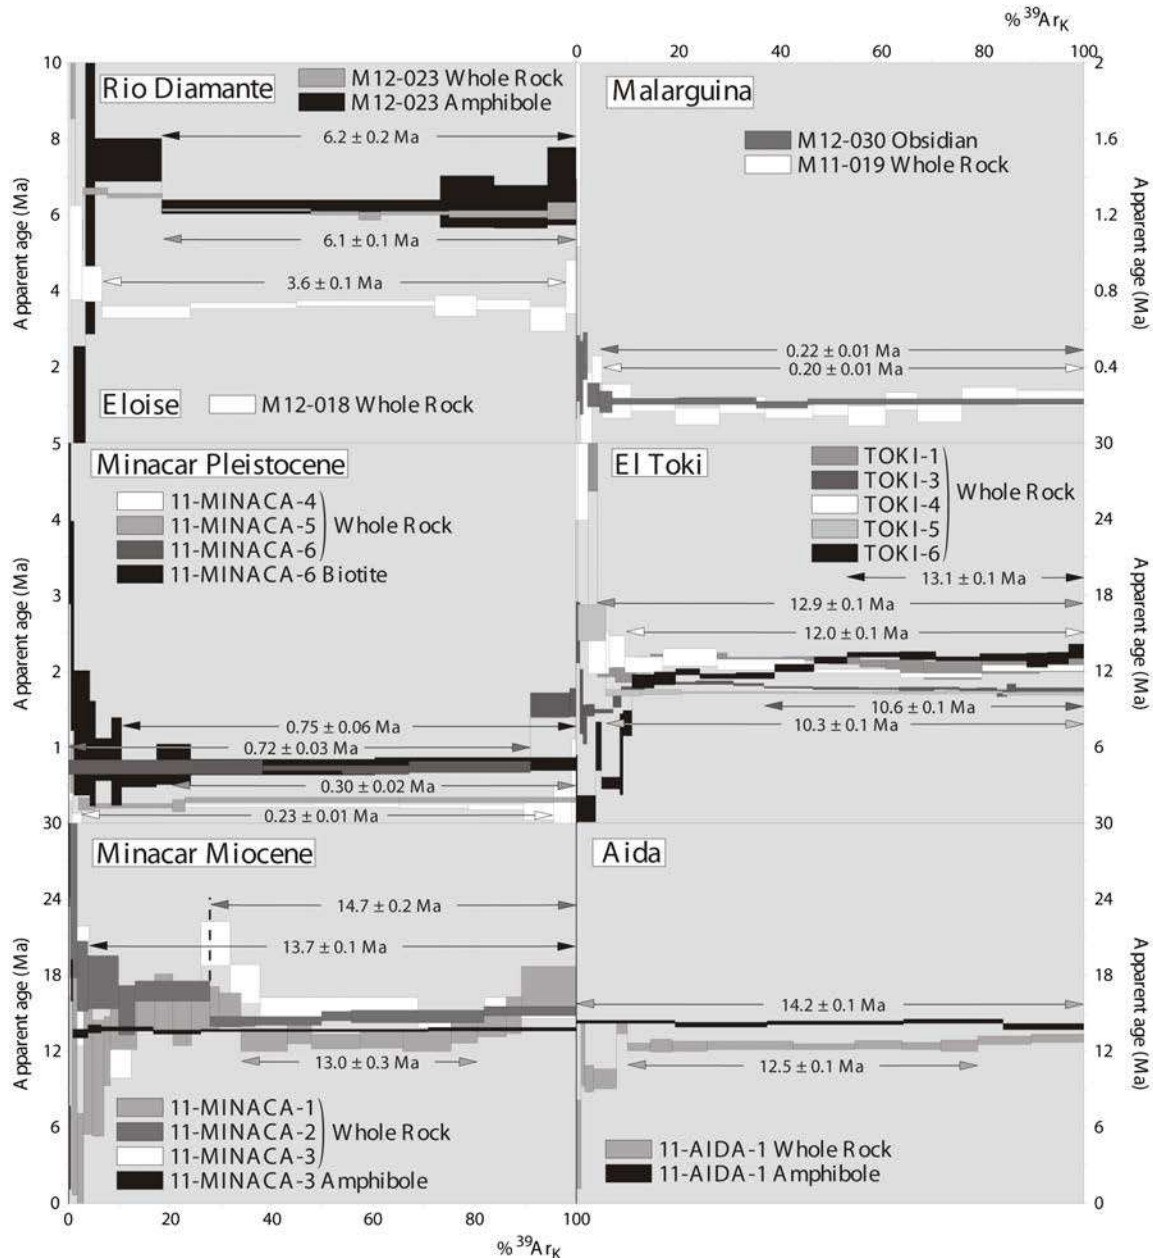 % ³⁹Arₖ
0 20 40 60 80 100
10
8
6
4
2
Apparent age (Ma)
Rio Diamante
M12-023 Whole Rock
M12-023 Amphibole
6.2 ± 0.2 Ma
6.1 ± 0.1 Ma
3.6 ± 0.1 Ma
Eloise
M12-018 Whole Rock
Malarguina
M12-030 Obsidian
M11-019 Whole Rock
0.22 ± 0.01 Ma
0.20 ± 0.01 Ma
2
1.6
1.2
0.8
0.4
Apparent age (Ma)
5
4
3
2
1
Apparent age (Ma)
Minacar Pleistocene
11-MINACA-4
11-MINACA-5 Whole Rock
11-MINACA-6
11-MINACA-6 Biotite
0.75 ± 0.06 Ma
0.72 ± 0.03 Ma
0.30 ± 0.02 Ma
0.23 ± 0.01 Ma
El Toki
TOKI-1
TOKI-3
TOKI-4 Whole Rock
TOKI-5
TOKI-6
13.1 ± 0.1 Ma
12.9 ± 0.1 Ma
12.0 ± 0.1 Ma
10.6 ± 0.1 Ma
10.3 ± 0.1 Ma
30
24
18
12
6
Apparent age (Ma)
30
24
18
12
6
0
Apparent age (Ma)
Minacar Miocene
14.7 ± 0.2 Ma
13.7 ± 0.1 Ma
13.0 ± 0.3 Ma
11-MINACA-1
11-MINACA-2 Whole Rock
11-MINACA-3
11-MINACA-3 Amphibole
Aida
14.2 ± 0.1 Ma
12.5 ± 0.1 Ma
11-AIDA-1 Whole Rock
11-AIDA-1 Amphibole
30
24
18
12
6
0
Apparent age (Ma)
0 20 40 60 80 100
% ³⁹Arₖ